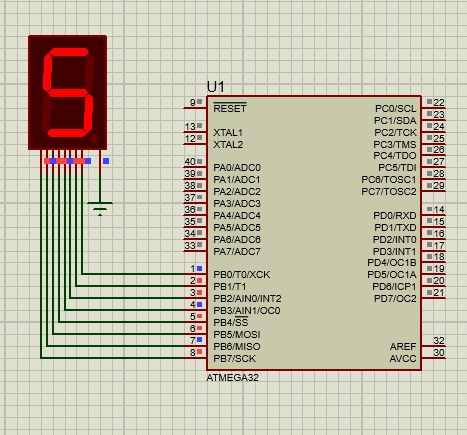 5
U1
9 RESET
13 XTAL1
12 XTAL2
40 PA0/ADC0
39 PA1/ADC1
38 PA2/ADC2
37 PA3/ADC3
36 PA4/ADC4
35 PA5/ADC5
34 PA6/ADC6
33 PA7/ADC7
1 PB0/T0/XCK
2 PB1/T1
3 PB2/AIN0/INT2
4 PB3/AIN1/OC0
5 PB4/SS
6 PB5/MOSI
7 PB6/MISO
8 PB7/SCK
PC0/SCL 22
PC1/SDA 23
PC2/TCK 24
PC3/TMS 25
PC4/TDO 26
PC5/TDI 27
PC6/TOSC1 28
PC7/TOSC2 29
PD0/RXD 14
PD1/TXD 15
PD2/INT0 16
PD3/INT1 17
PD4/OC1B 18
PD5/OC1A 19
PD6/ICP1 20
PD7/OC2 21
AREF 32
AVCC 30
ATMEGA32